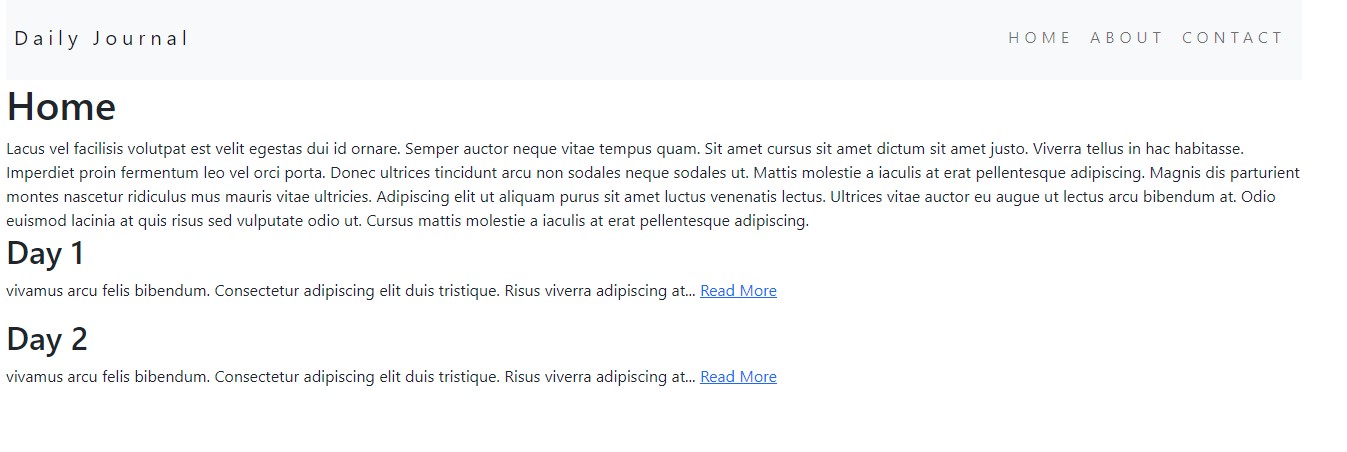 Daily Journal
HOME ABOUT CONTACT
Home
Lacus vel facilisis volutpat est velit egestas dui id ornare. Semper auctor neque vitae tempus quam. Sit amet cursus sit amet dictum sit amet justo. Viverra tellus in hac habitasse.
Imperdiet proin fermentum leo vel orci porta. Donec ultrices tincidunt arcu non sodales neque sodales ut. Mattis molestie a iaculis at erat pellentesque adipiscing. Magnis dis parturient
montes nascetur ridiculus mus mauris vitae ultricies. Adipiscing elit ut aliquam purus sit amet luctus venenatis lectus. Ultrices vitae auctor eu augue ut lectus arcu bibendum at. Odio
euismod lacinia at quis risus sed vulputate odio ut. Cursus mattis molestie a iaculis at erat pellentesque adipiscing.
Day 1
vivamus arcu felis bibendum. Consectetur adipiscing elit duis tristique. Risus viverra adipiscing at... Read More
Day 2
vivamus arcu felis bibendum. Consectetur adipiscing elit duis tristique. Risus viverra adipiscing at... Read More